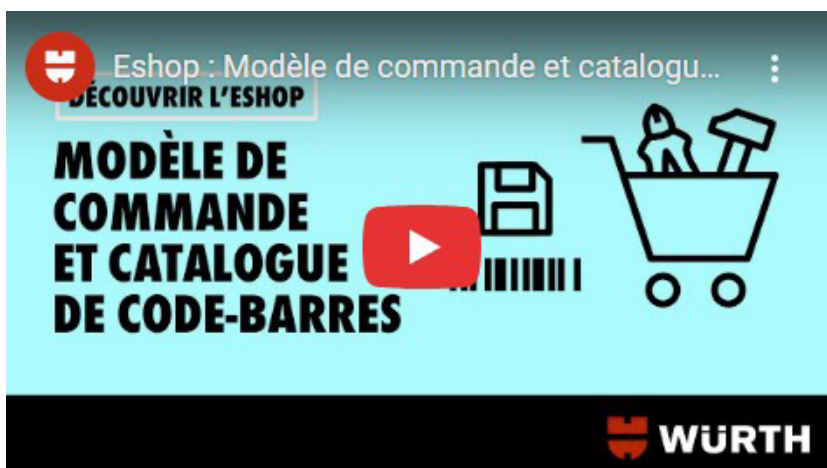 Eshop : Modèle de commande et catalogu...
DÉCOUVRIR L'ESHOP
MODÈLE DE
COMMANDE
ET CATALOGUE
DE CODE-BARRES
WÜRTH